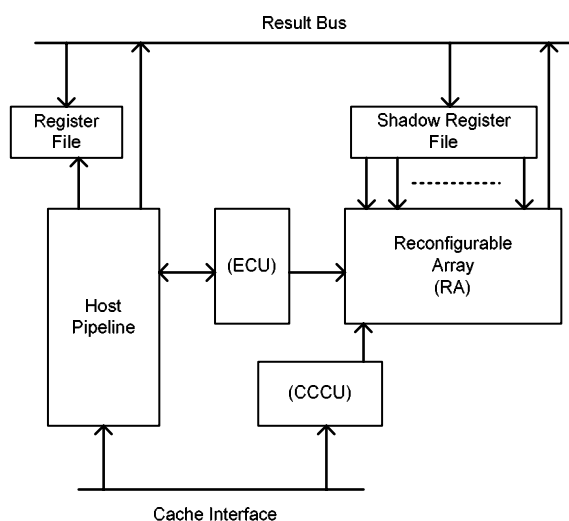 Result Bus
Register
File
Shadow Register
File
(ECU)
Reconfigurable
Array
(RA)
Host
Pipeline
(CCCU)
Cache Interface